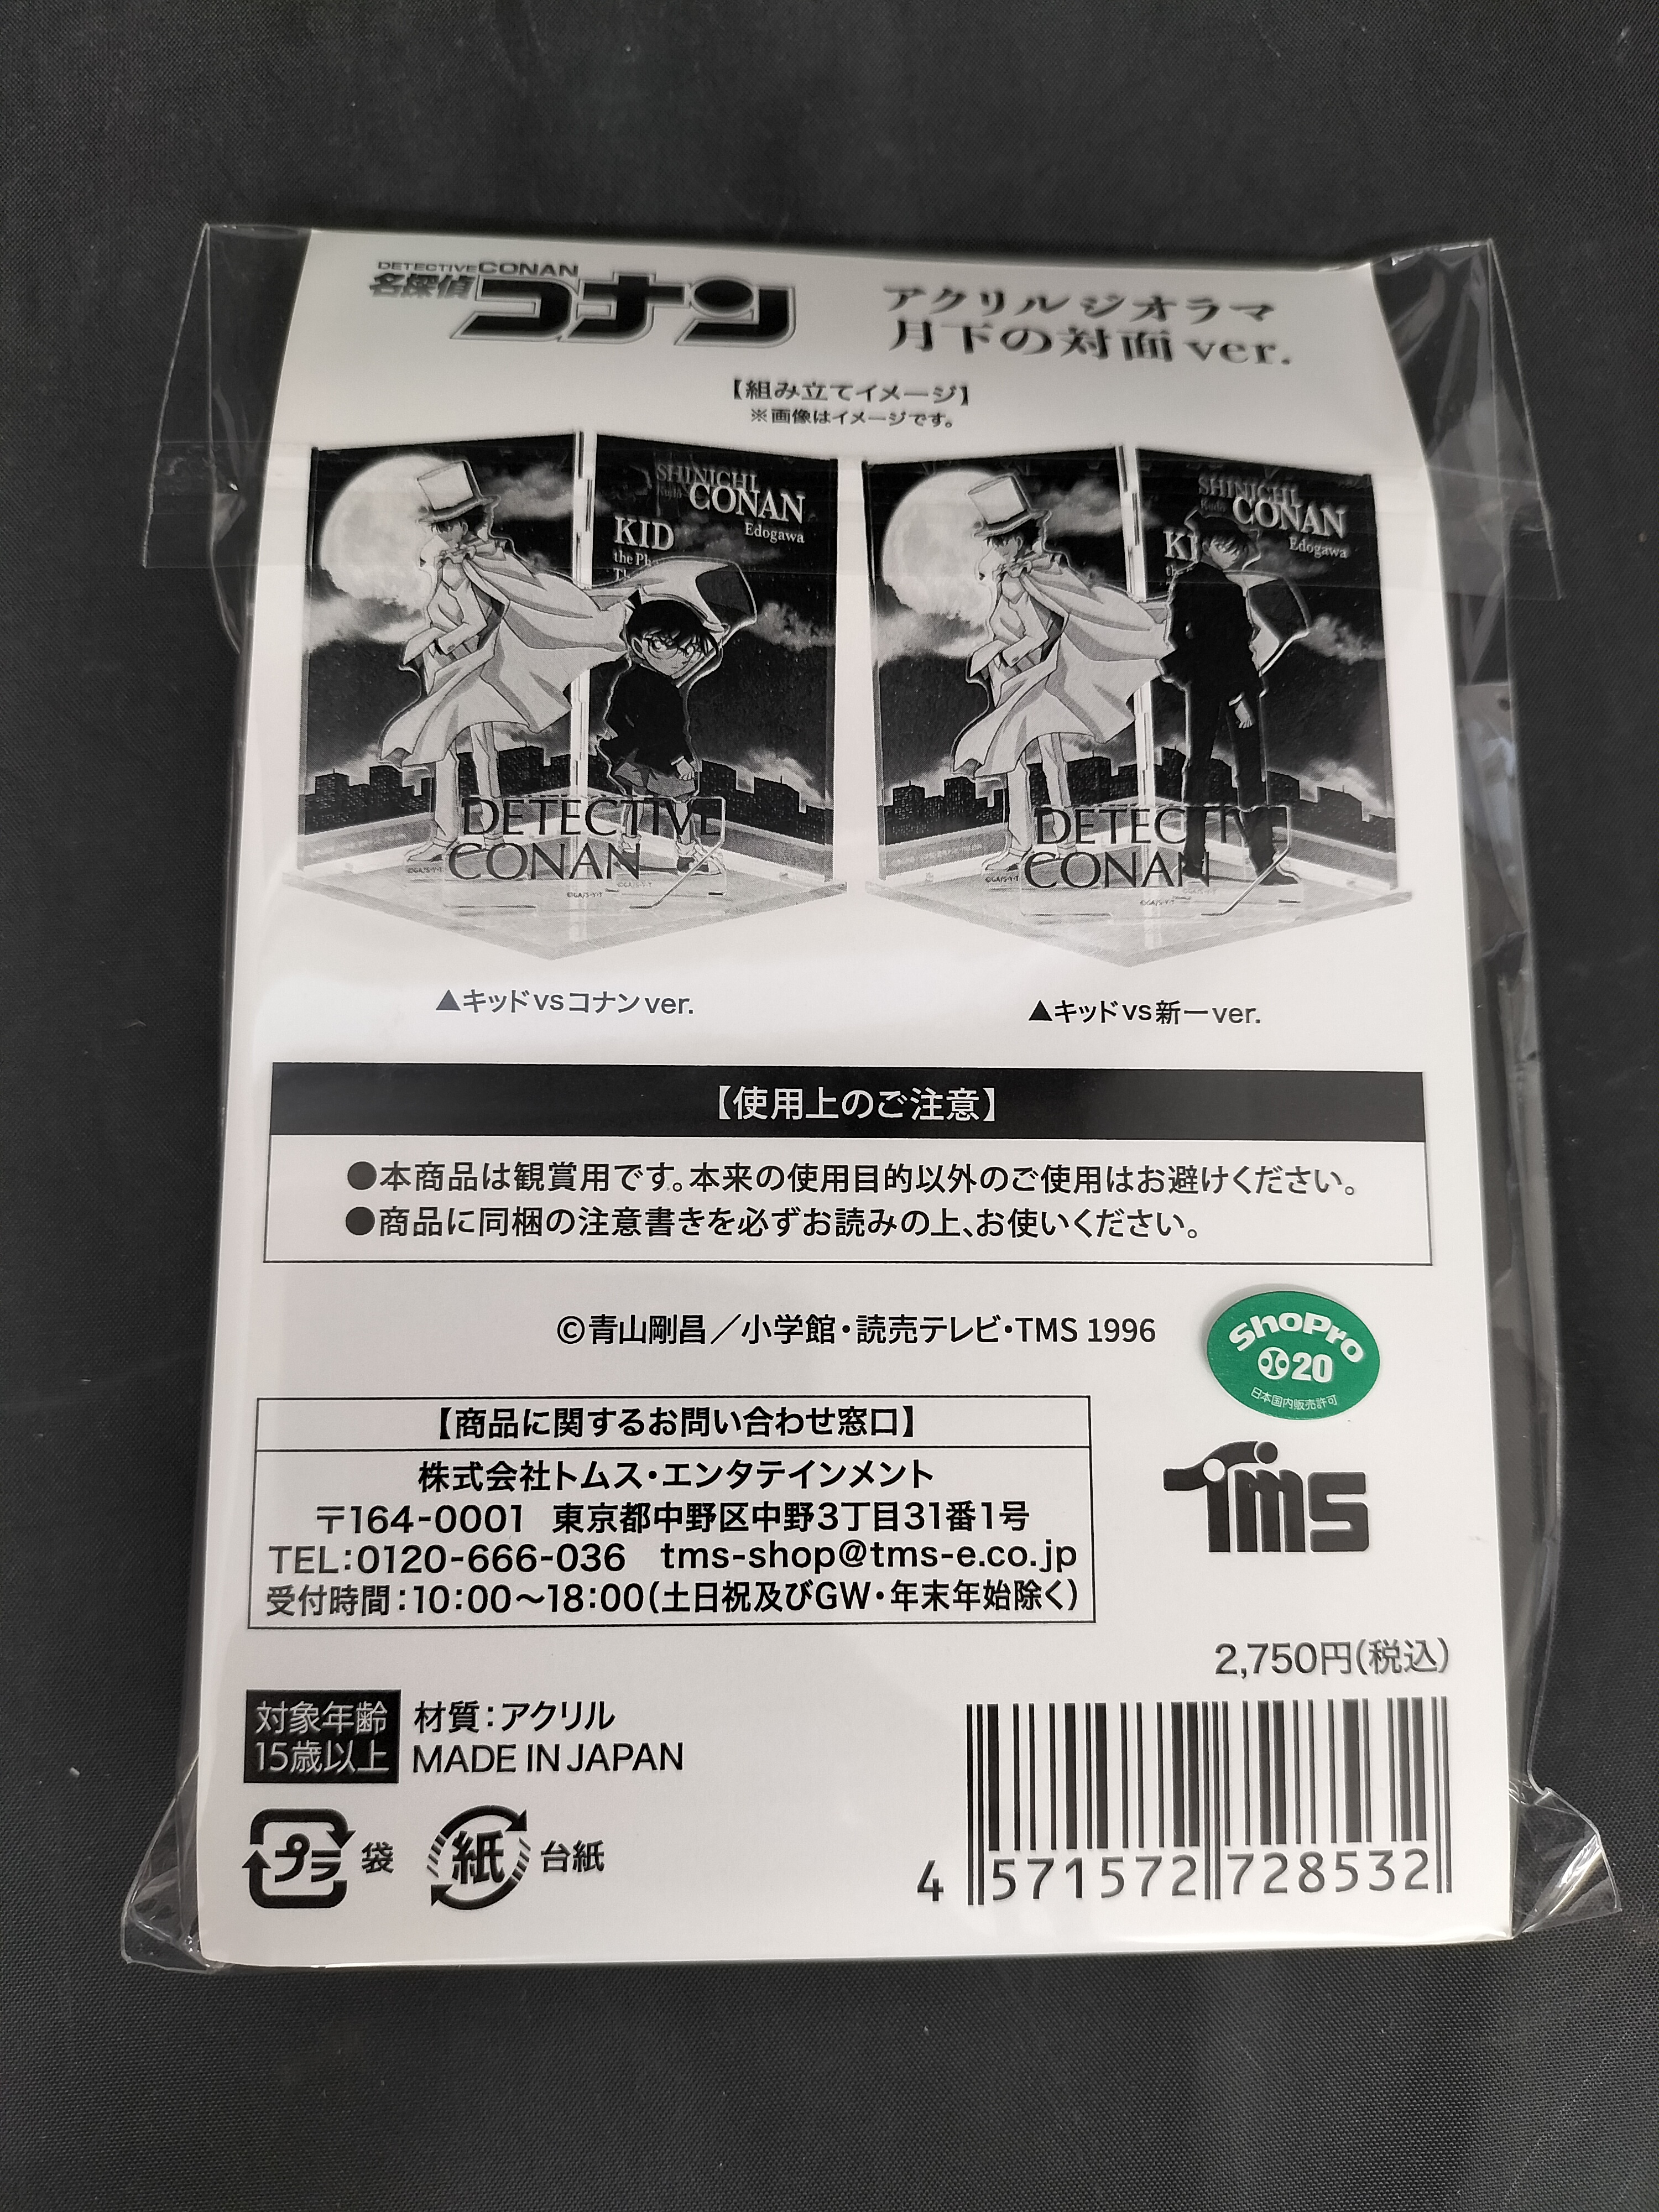 DETECTIVE CONAN
名探偵コナン
アクリルジオラマ
月下の対面ver.
【組み立てイメージ】
※画像はイメージです。
SHINICHI
Kudo
CONAN
Edogawa
KID
the Pha
Th
DETECTIVE
CONAN
SHINICHI
Kudo
CONAN
Edogawa
KI
the
DETECTIVE
CONAN
▲キッドvsコナンver.
▲キッドvs新一ver.
【使用上のご注意】
●本商品は観賞用です。本来の使用目的以外のご使用はお避けください。
●商品に同梱の注意書きを必ずお読みの上、お使いください。
©青山剛昌／小学館・読売テレビ・TMS 1996
ShoPro
20
日本国内販売許可
【商品に関するお問い合わせ窓口】
株式会社トムス・エンタテインメント
〒164-0001 東京都中野区中野3丁目31番1号
TEL:0120-666-036 tms-shop@tms-e.co.jp
受付時間:10:00～18:00(土日祝及びGW・年末年始除く)
TMS
2,750円(税込)
対象年齢
15歳以上
材質:アクリル
MADE IN JAPAN
プラ 袋
紙 台紙
4 571572 728532